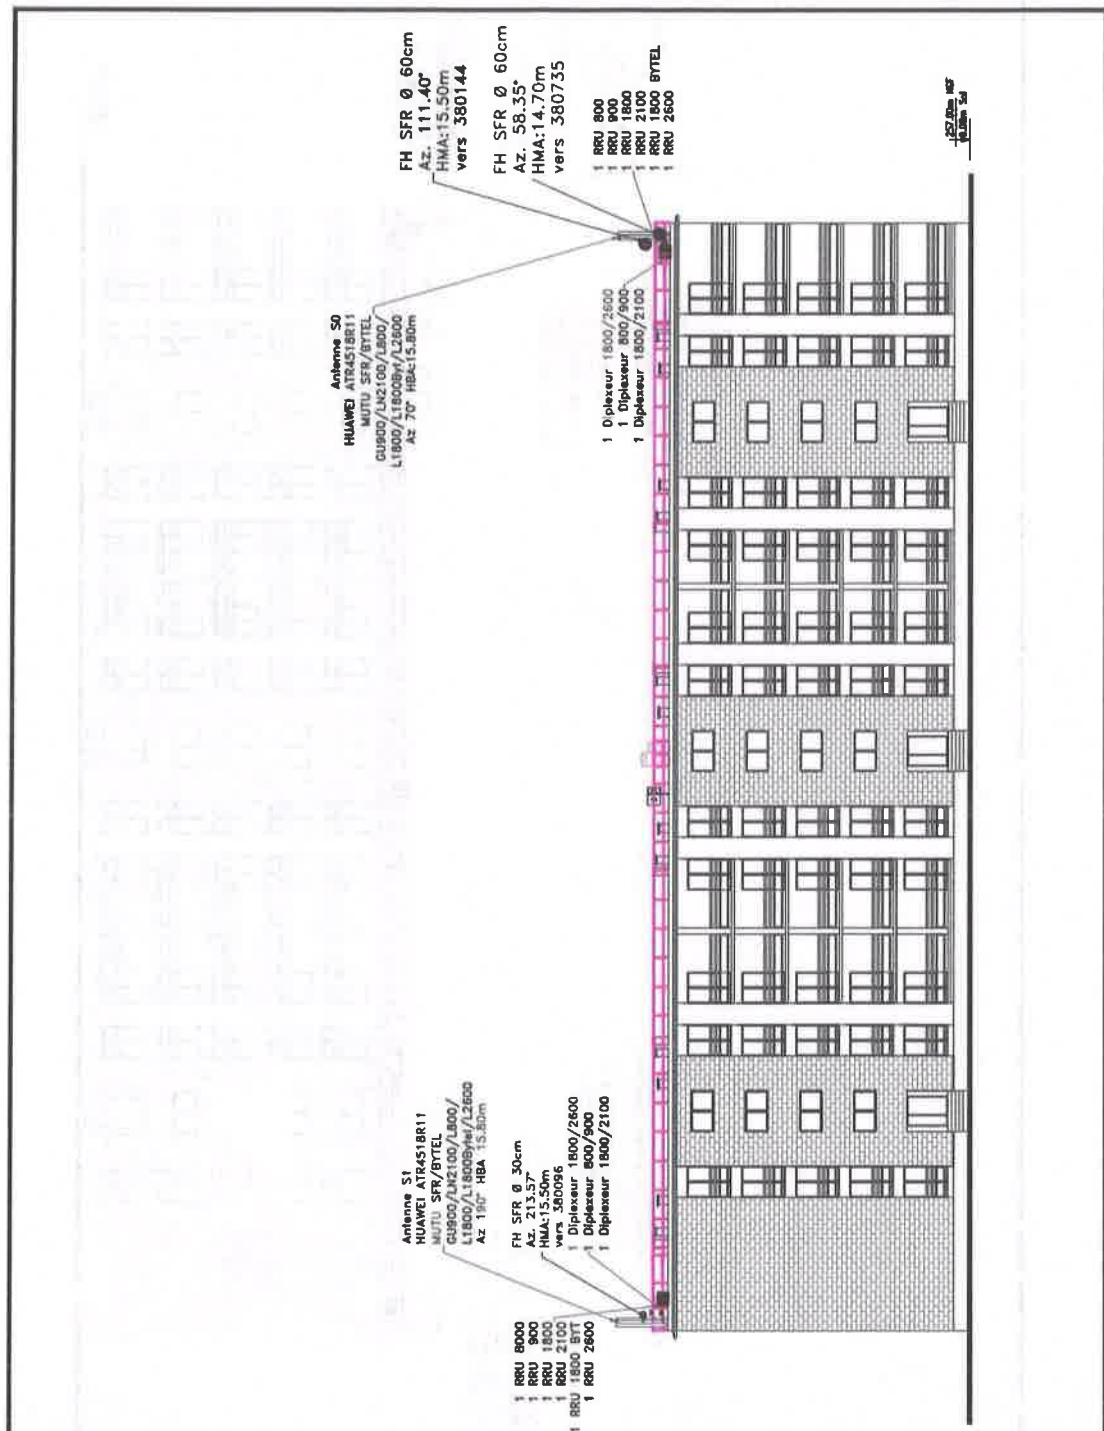 Antenne S1
HUAWEI ATR4518R11
MUTU SFR/BYTEL
GU900/LN2100/L800/
L1800/L1800Bytel/L2600
Az 190° HBA 15.80m
FH SFR Ø 30cm
Az. 213.57°
HMA:15.50m
vers 380096
1 Diplexeur 1800/2600
1 Diplexeur 800/900
1 Diplexeur 1800/2100
1 RRU 8000
1 RRU 900
1 RRU 1800
1 RRU 2100
1 RRU 1800 BYT
1 RRU 2600
Antenne S0
HUAWEI ATR4518R11
MUTU SFR/BYTEL
GU900/LN2100/L800/
L1800/L1800Byt/L2600
Az 70° HBA:15.80m
FH SFR Ø 60cm
Az. 111.40°
HMA:15.50m
vers 380144
FH SFR Ø 60cm
Az. 58.35°
HMA:14.70m
vers 380735
1 RRU 800
1 RRU 900
1 RRU 1800
1 RRU 2100
1 RRU 1800 BYTEL
1 RRU 2600
1 Diplexeur 1800/2600
1 Diplexeur 800/900
1 Diplexeur 1800/2100
Sol